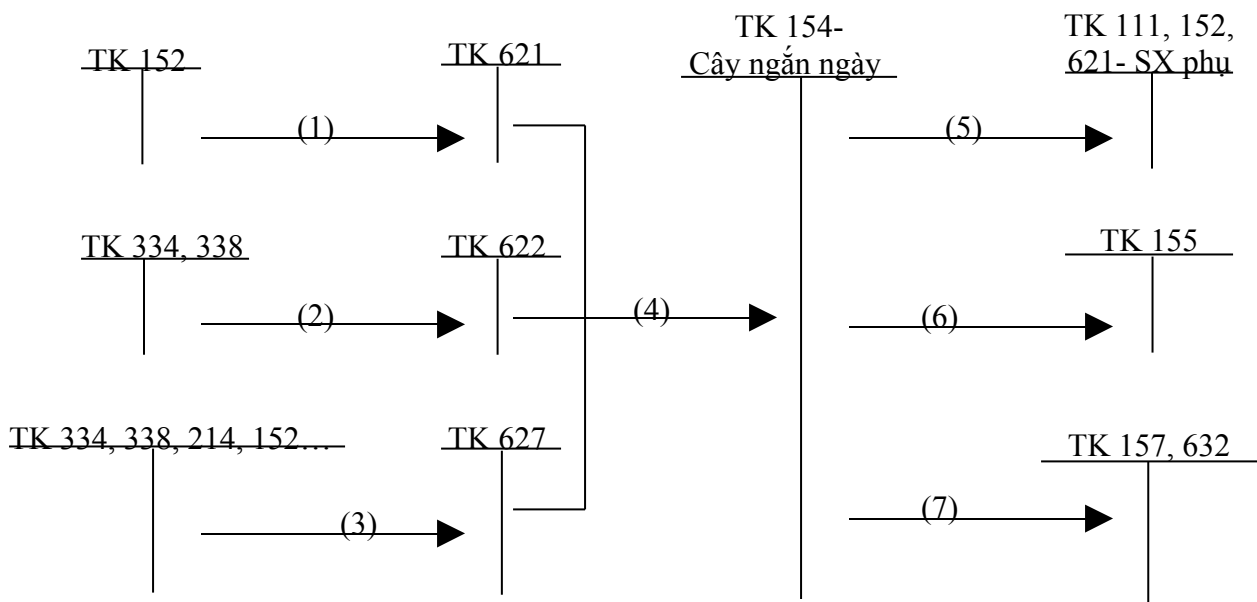 TK 152
TK 621
TK 154-
Cây ngắn ngày
TK 111, 152,
621- SX phụ
(1)
(5)
TK 334, 338
TK 622
TK 155
(2)
(4)
(6)
TK 334, 338, 214, 152…
TK 627
TK 157, 632
(3)
(7)